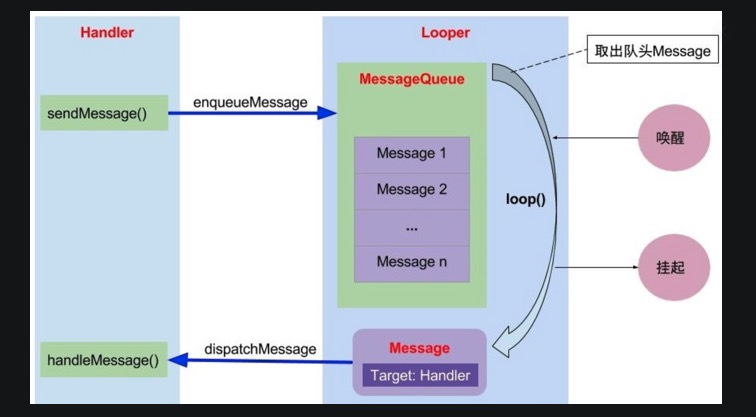 Handler
Looper
取出队头Message
MessageQueue
sendMessage()
enqueueMessage
唤醒
Message 1
Message 2
...
Message n
loop()
挂起
handleMessage()
dispatchMessage
Message
Target: Handler